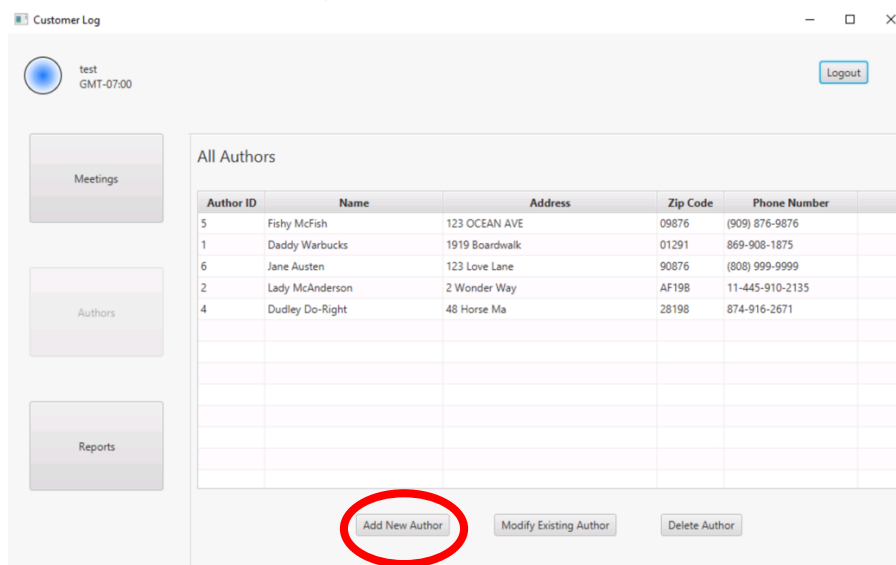 Customer Log
test
GMT-07:00
Logout
Meetings
Authors
Reports
All Authors
Author ID Name Address Zip Code Phone Number
5 Fishy McFish 123 OCEAN AVE 09876 (909) 876-9876
1 Daddy Warbucks 1919 Boardwalk 01291 869-908-1875
6 Jane Austen 123 Love Lane 90876 (808) 999-9999
2 Lady McAnderson 2 Wonder Way AF19B 11-445-910-2135
4 Dudley Do-Right 48 Horse Ma 28198 874-916-2671
Add New Author Modify Existing Author Delete Author